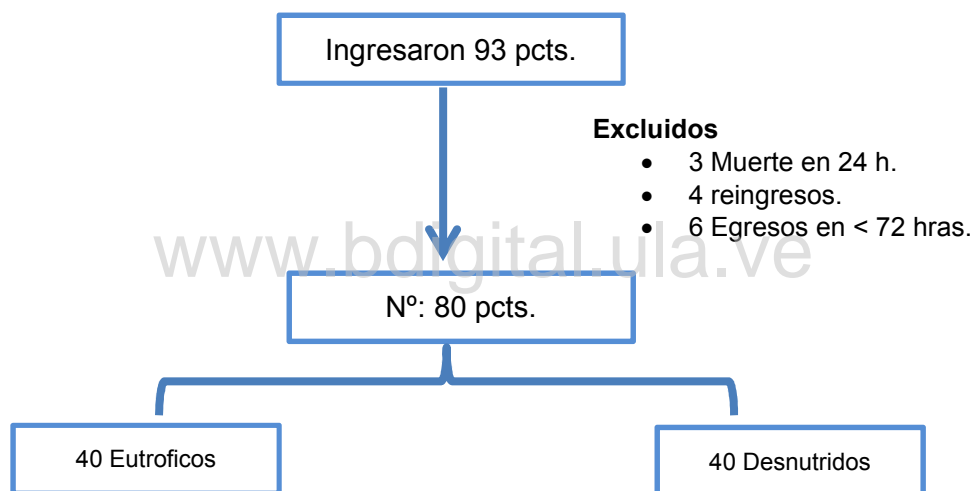 Ingresaron 93 pcts.
Excluidos
• 3 Muerte en 24 h.
• 4 reingresos.
• 6 Egresos en < 72 hras.
www.bdigital.ula.ve
Nº: 80 pcts.
40 Eutroficos
40 Desnutridos